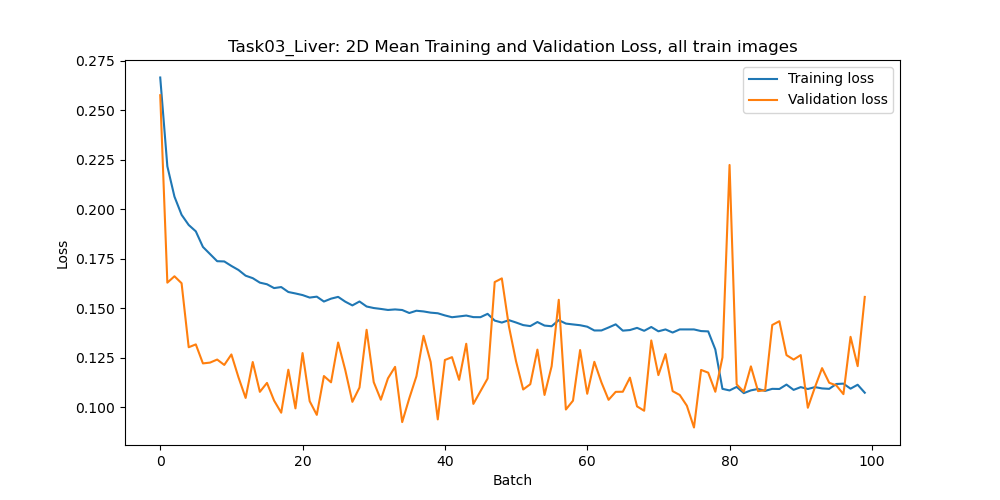 Task03_Liver: 2D Mean Training and Validation Loss, all train images
Training loss
Validation loss
0.275
0.250
0.225
0.200
0.175
0.150
0.125
0.100
Loss
0 20 40 60 80 100
Batch